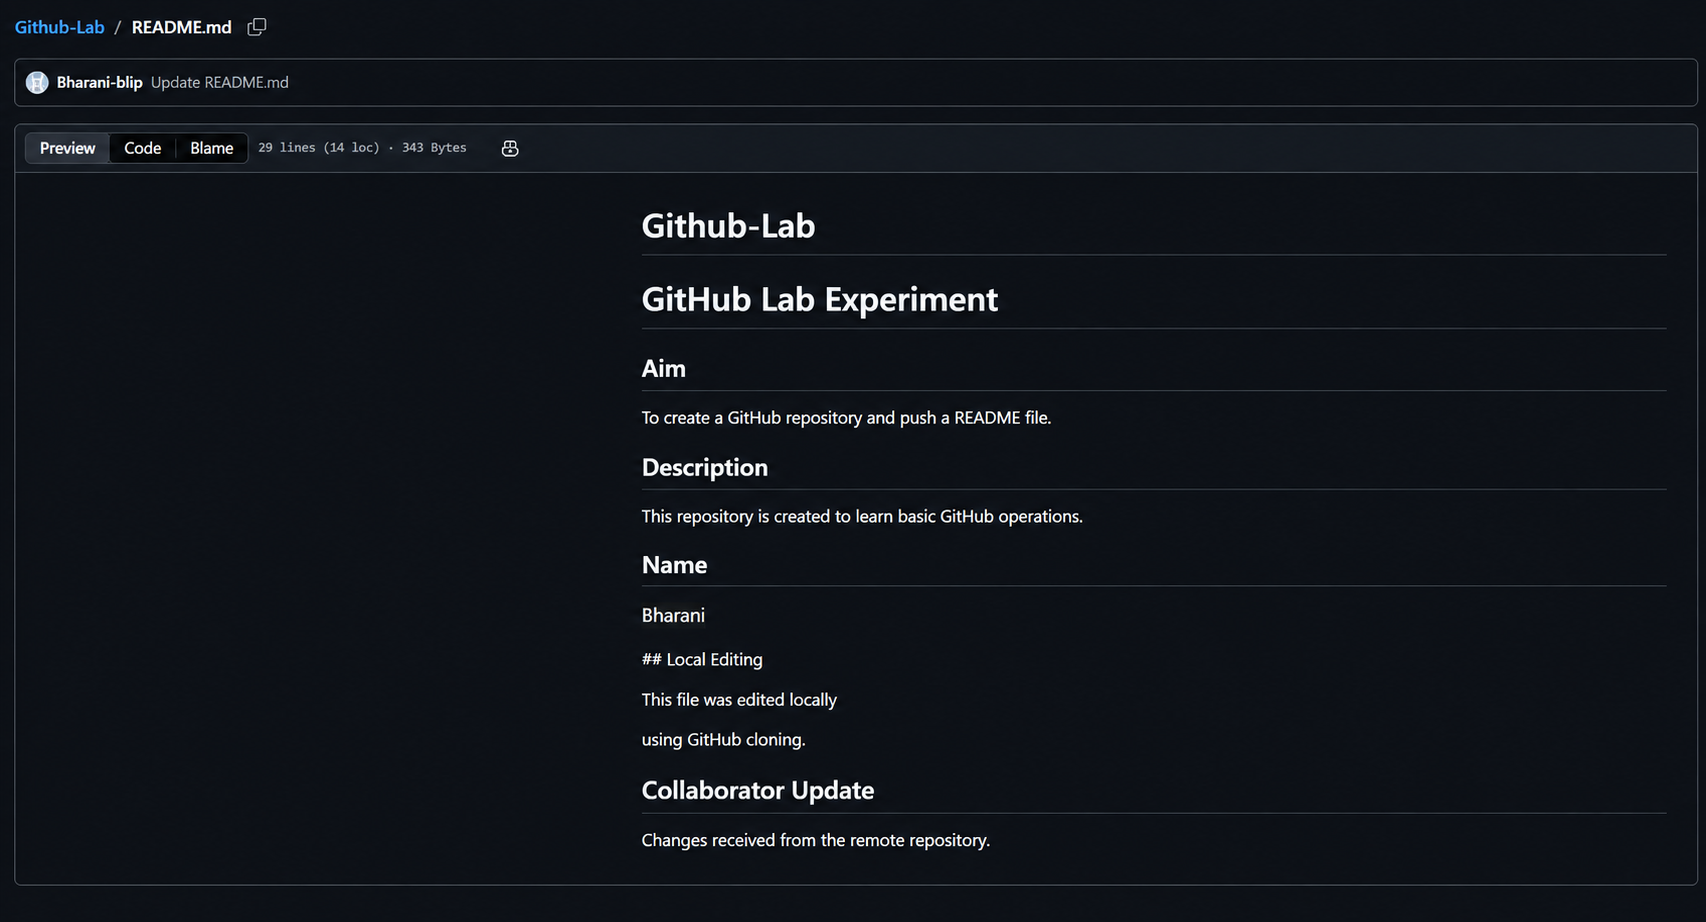 Github-Lab / README.md
Bharani-blip Update README.md
Preview Code Blame 29 lines (14 loc) · 343 Bytes
Github-Lab
GitHub Lab Experiment
Aim
To create a GitHub repository and push a README file.
Description
This repository is created to learn basic GitHub operations.
Name
Bharani
## Local Editing
This file was edited locally
using GitHub cloning.
Collaborator Update
Changes received from the remote repository.